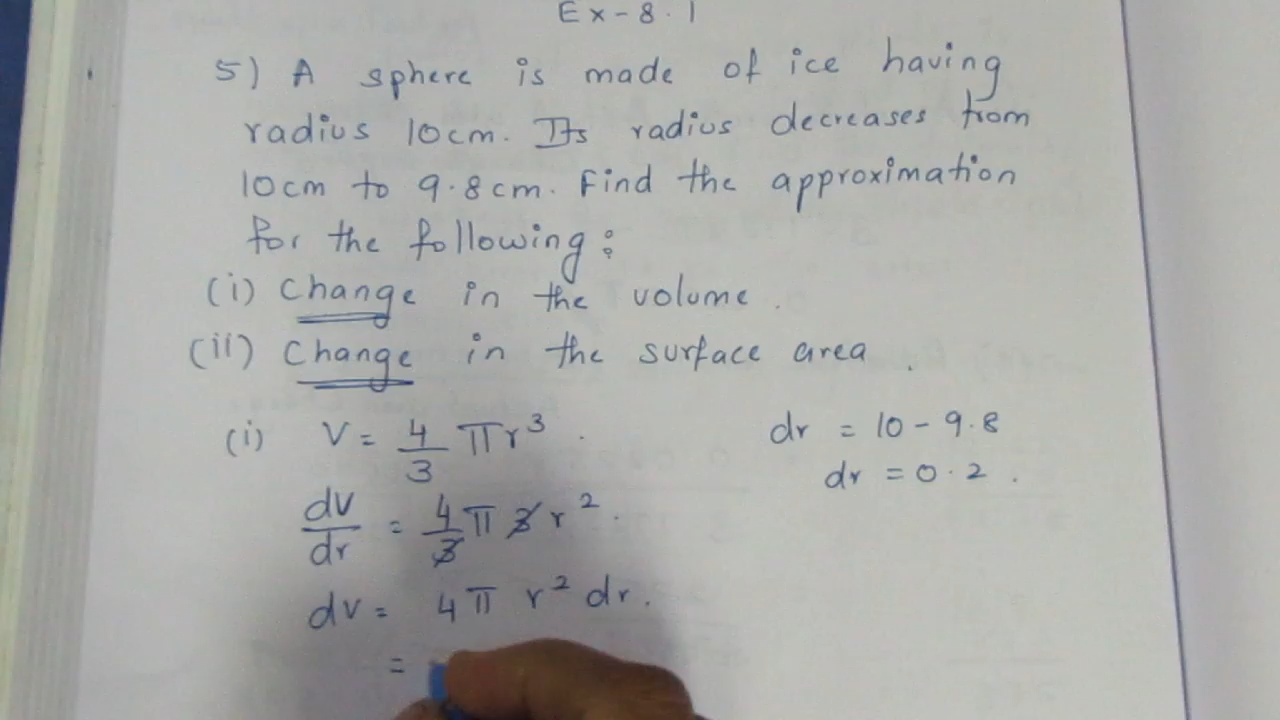 Ex-8.1
5) A sphere is made of ice having
radius 10cm. Its radius decreases from
10cm to 9.8cm. Find the approximation
for the following:
(i) Change in the volume.
(ii) Change in the surface area.
(i) V = 4/3 πr³.
dr = 10 - 9.8
dr = 0.2.
dV/dr = 4/3 π 3 r².
dv = 4π r² dr.
=